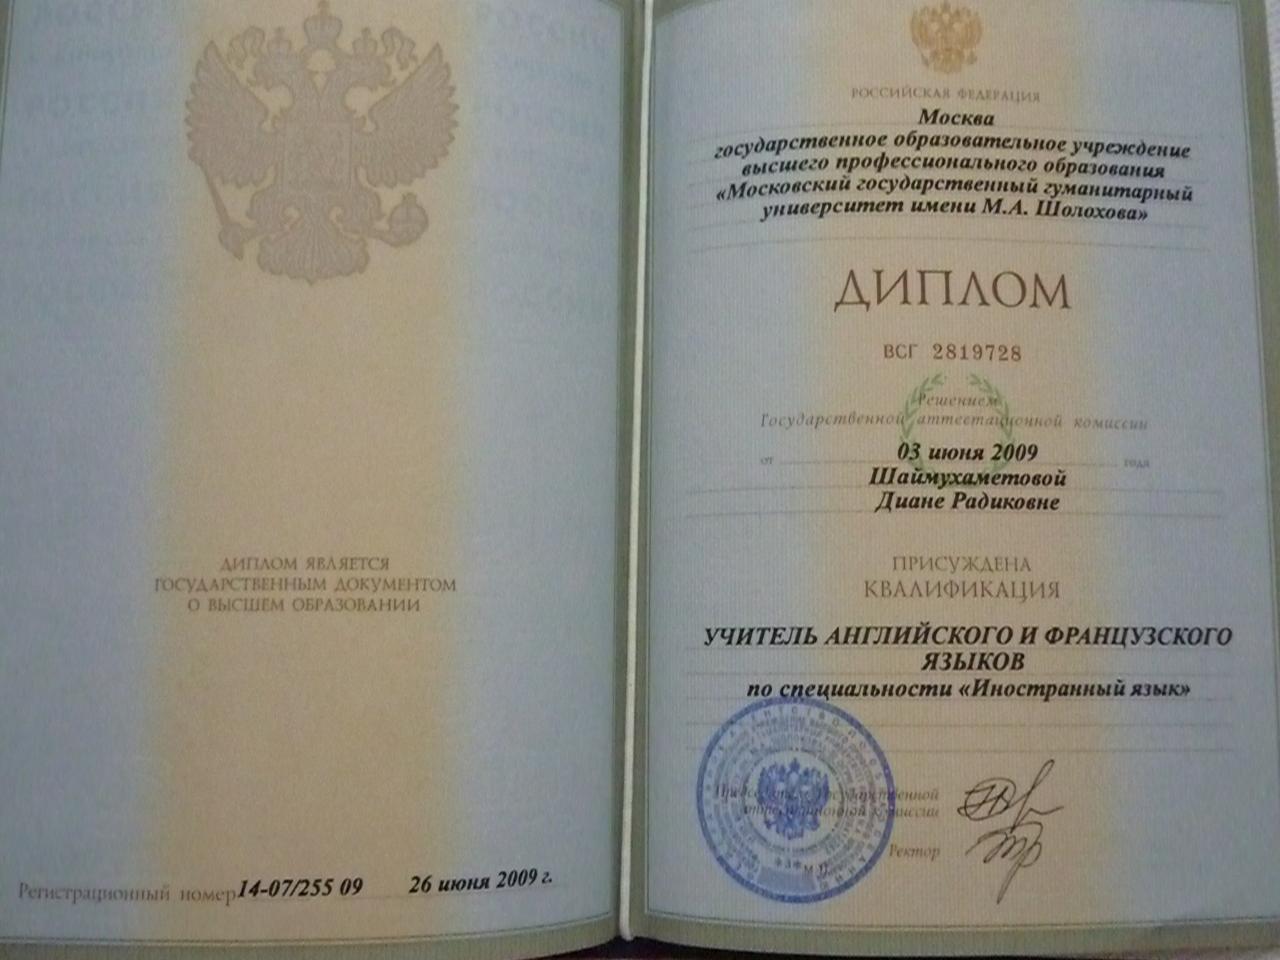 ДИПЛОМ ЯВЛЯЕТСЯ
ГОСУДАРСТВЕННЫМ ДОКУМЕНТОМ
О ВЫСШЕМ ОБРАЗОВАНИИ
Регистрационный номер 14-07/255 09 26 июня 2009 г.
РОССИЙСКАЯ ФЕДЕРАЦИЯ
Москва
государственное образовательное учреждение
высшего профессионального образования
«Московский государственный гуманитарный
университет имени М.А. Шолохова»
ДИПЛОМ
ВСГ 2819728
Решением
Государственной аттестационной комиссии
от 03 июня 2009 года
Шаймухаметовой
Диане Радиковне
ПРИСУЖДЕНА
КВАЛИФИКАЦИЯ
УЧИТЕЛЬ АНГЛИЙСКОГО И ФРАНЦУЗСКОГО
ЯЗЫКОВ
по специальности «Иностранный язык»
Председатель Государственной
аттестационной комиссии
Ректор
М.П.